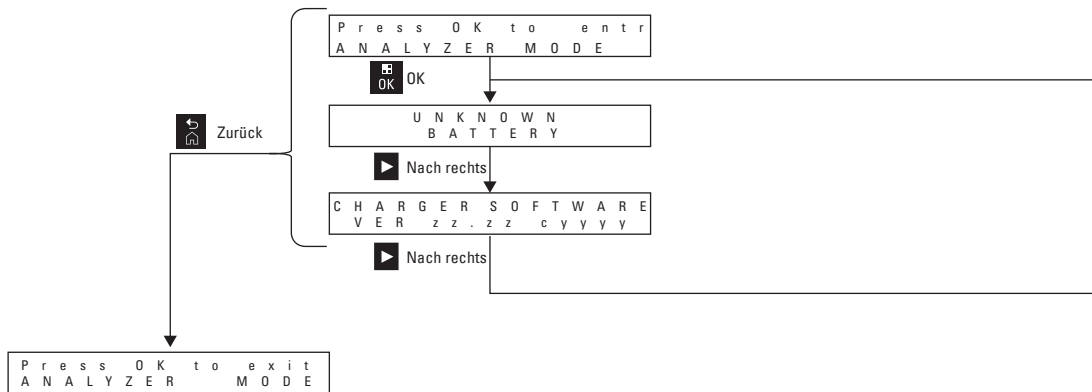 Press OK to entr
ANALYZER MODE
OK OK
UNKNOWN
BATTERY
Zurück
Nach rechts
CHARGER SOFTWARE
VER zz.zz cyyyy
Nach rechts
Press OK to exit
ANALYZER MODE